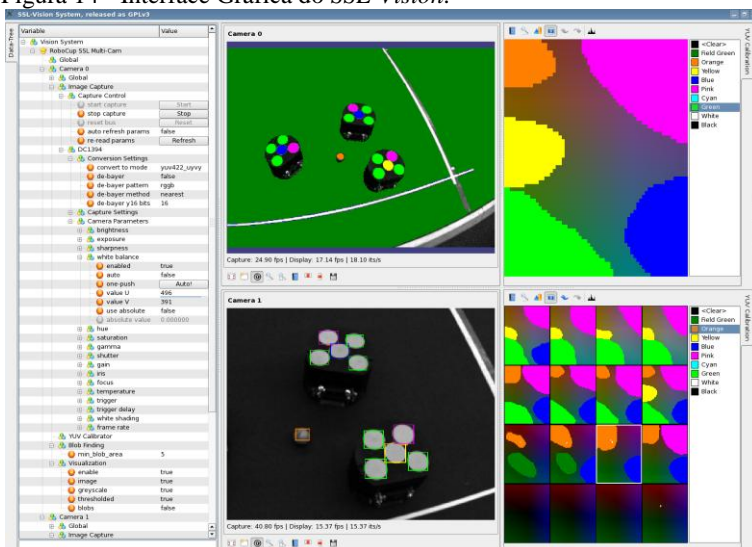 Figura 14 - Interface Gráfica do SSL-Vision.
SSL-Vision System, released as GPLv3
Data-Tree
Variable Value
Vision System
RoboCup SSL Multi-Cam
Global
Camera 0
Global
Image Capture
Capture Control
start capture Start
stop capture Stop
reset bus Reset
auto refresh params false
re-read params Refresh
DC1394
Conversion Settings
convert to mode yuv422_uyvy
de-bayer false
de-bayer pattern rggb
de-bayer method nearest
de-bayer y16 bits 16
Capture Settings
Camera Parameters
brightness
exposure
sharpness
white balance
enabled true
auto false
one-push Auto!
value U 496
value V 391
use absolute false
absolute value 0.000000
hue
saturation
gamma
shutter
gain
iris
focus
temperature
trigger
trigger delay
white shading
frame rate
YUV Calibrator
Blob Finding
min_blob_area 5
Visualization
enable true
image true
greyscale true
thresholded true
blobs false
Camera 1
Global
Image Capture
Camera 0
Capture: 24.90 fps | Display: 17.14 fps | 18.10 its/s
Camera 1
Capture: 40.88 fps | Display: 15.37 fps | 15.37 its/s
YUV Calibration
<Clear>
Field Green
Orange
Yellow
Blue
Pink
Cyan
Green
White
Black
YUV Calibration
<Clear>
Field Green
Orange
Yellow
Blue
Pink
Cyan
Green
White
Black